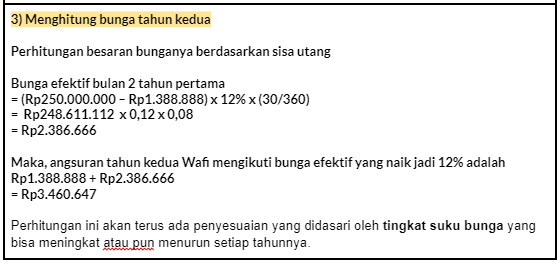 3) Menghitung bunga tahun kedua
Perhitungan besaran bunganya berdasarkan sisa utang
Bunga efektif bulan 2 tahun pertama
= (Rp250.000.000 – Rp1.388.888) x 12% x (30/360)
= Rp248.611.112 x 0,12 x 0,08
= Rp2.386.666
Maka, angsuran tahun kedua Wafi mengikuti bunga efektif yang naik jadi 12% adalah
Rp1.388.888 + Rp2.386.666
= Rp3.460.647
Perhitungan ini akan terus ada penyesuaian yang didasari oleh tingkat suku bunga yang
bisa meningkat atau pun menurun setiap tahunnya.